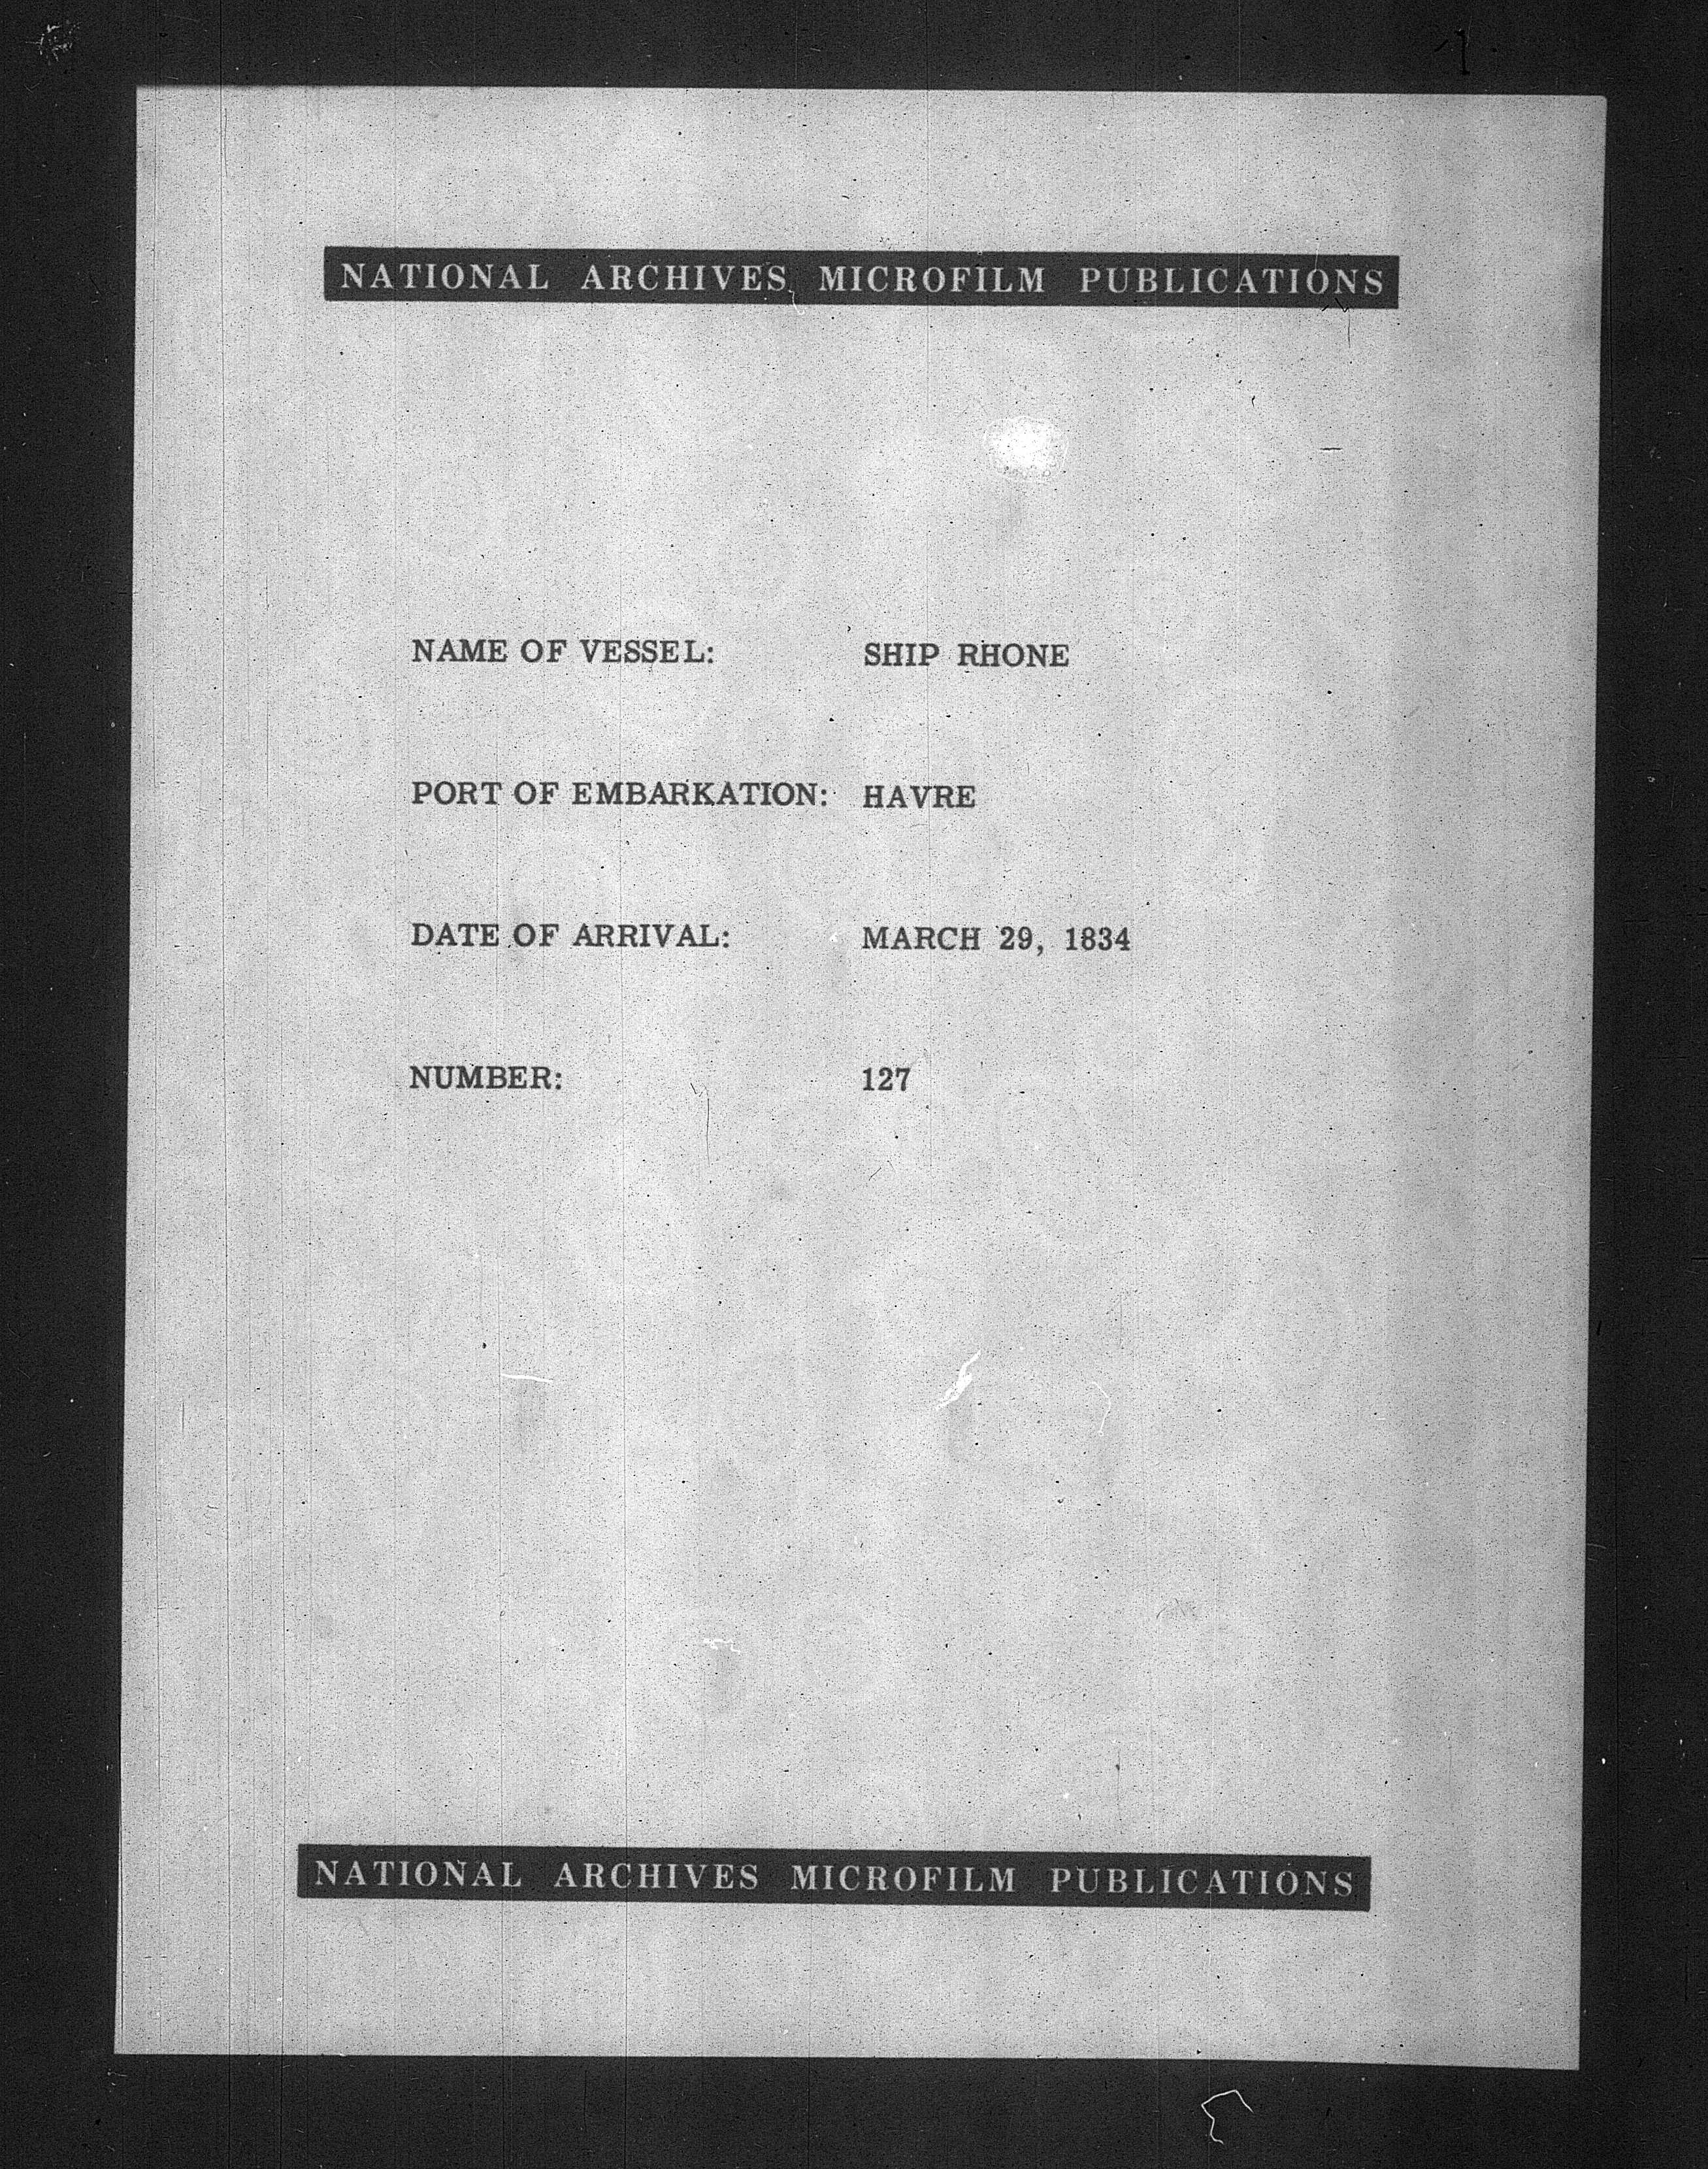 NATIONAL ARCHIVES MICROFILM PUBLICATIONS
NAME OF VESSEL: SHIP RHONE
PORT OF EMBARKATION: HAVRE
DATE OF ARRIVAL: MARCH 29, 1834
NUMBER: 127
NATIONAL ARCHIVES MICROFILM PUBLICATIONS